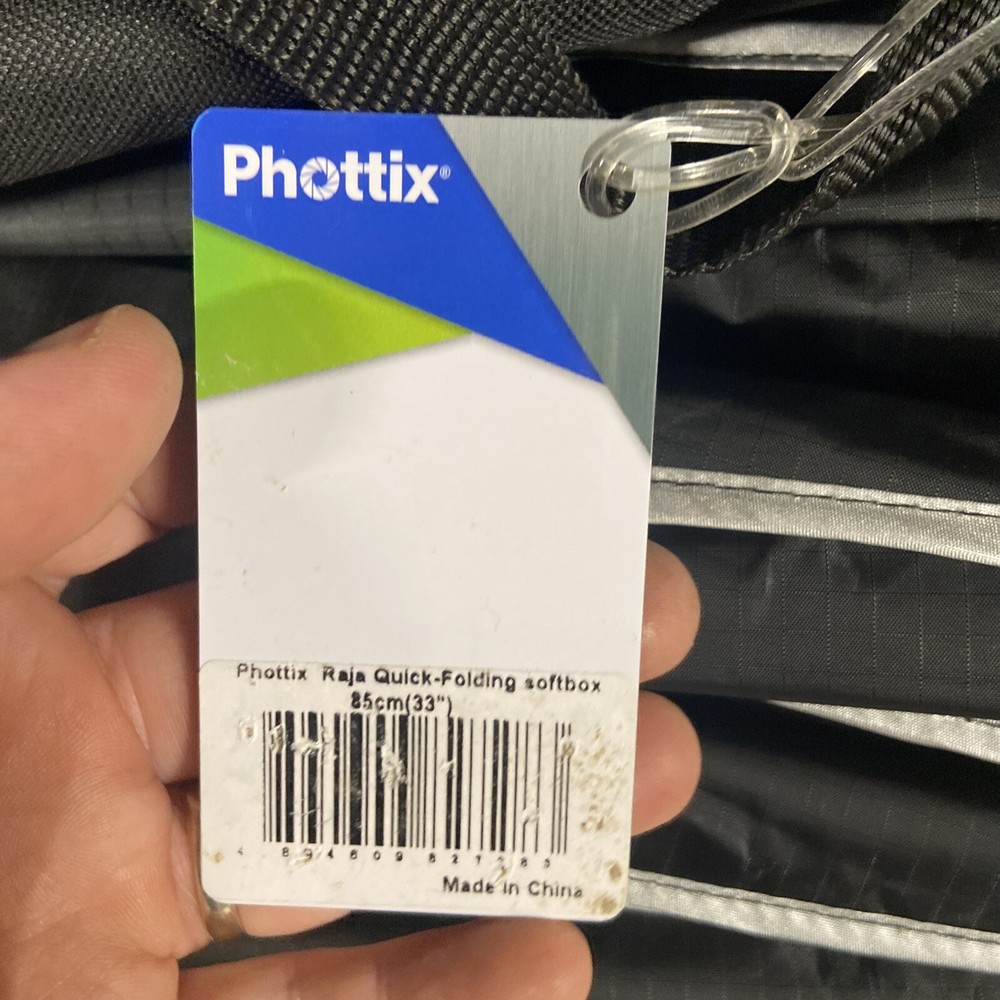 Phottix®
Phottix Raja Quick-Folding softbox
85cm(33")
Made in China